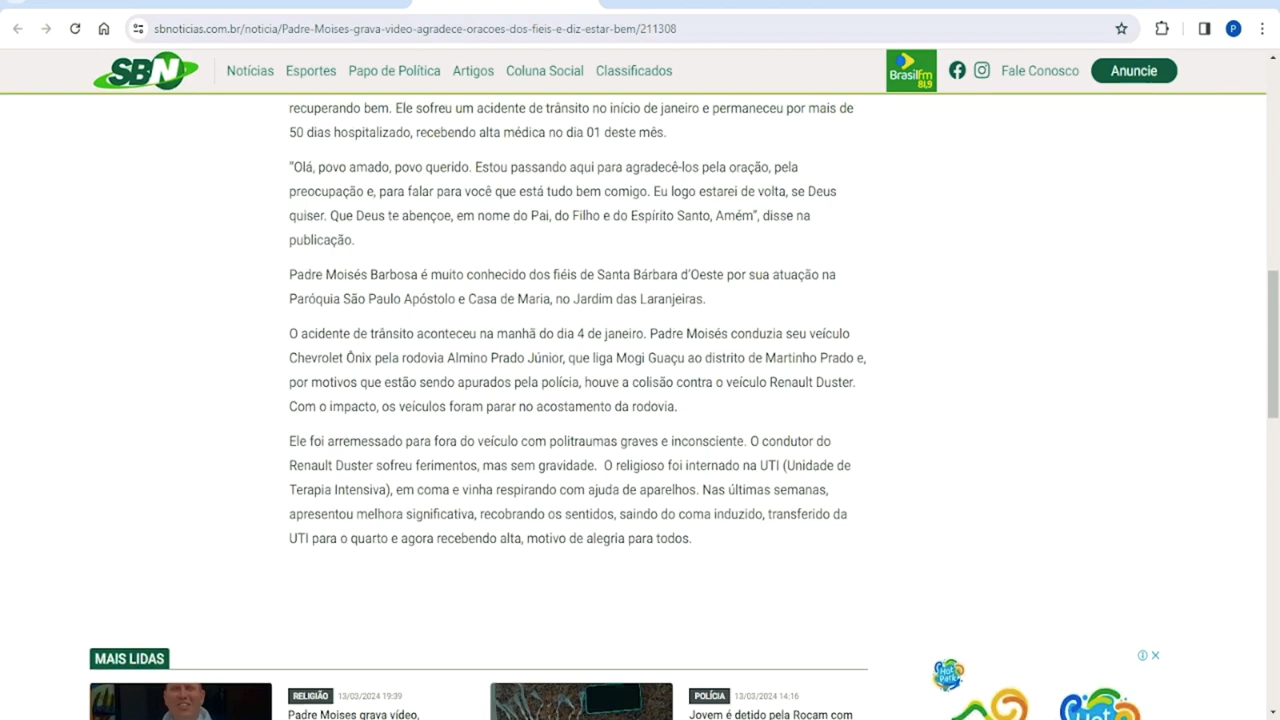 sbnoticias.com.br/noticia/Padre-Moises-grava-video-agradece-oracoes-dos-fieis-e-diz-estar-bem/211308
P
SBN
Notícias Esportes Papo de Política Artigos Coluna Social Classificados
Brasilfm
81,9
Fale Conosco
Anuncie
recuperando bem. Ele sofreu um acidente de trânsito no início de janeiro e permaneceu por mais de
50 dias hospitalizado, recebendo alta médica no dia 01 deste mês.
“Olá, povo amado, povo querido. Estou passando aqui para agradecê-los pela oração, pela
preocupação e, para falar para você que está tudo bem comigo. Eu logo estarei de volta, se Deus
quiser. Que Deus te abençoe, em nome do Pai, do Filho e do Espírito Santo, Amém”, disse na
publicação.
Padre Moisés Barbosa é muito conhecido dos fiéis de Santa Bárbara d’Oeste por sua atuação na
Paróquia São Paulo Apóstolo e Casa de Maria, no Jardim das Laranjeiras.
O acidente de trânsito aconteceu na manhã do dia 4 de janeiro. Padre Moisés conduzia seu veículo
Chevrolet Ônix pela rodovia Almino Prado Júnior, que liga Mogi Guaçu ao distrito de Martinho Prado e,
por motivos que estão sendo apurados pela polícia, houve a colisão contra o veículo Renault Duster.
Com o impacto, os veículos foram parar no acostamento da rodovia.
Ele foi arremessado para fora do veículo com politraumas graves e inconsciente. O condutor do
Renault Duster sofreu ferimentos, mas sem gravidade. O religioso foi internado na UTI (Unidade de
Terapia Intensiva), em coma e vinha respirando com ajuda de aparelhos. Nas últimas semanas,
apresentou melhora significativa, recobrando os sentidos, saindo do coma induzido, transferido da
UTI para o quarto e agora recebendo alta, motivo de alegria para todos.
MAIS LIDAS
RELIGIÃO 13/03/2024 19:39
Padre Moises grava vídeo,
POLÍCIA 13/03/2024 14:16
Jovem é detido pela Rocam com
Hot
Park